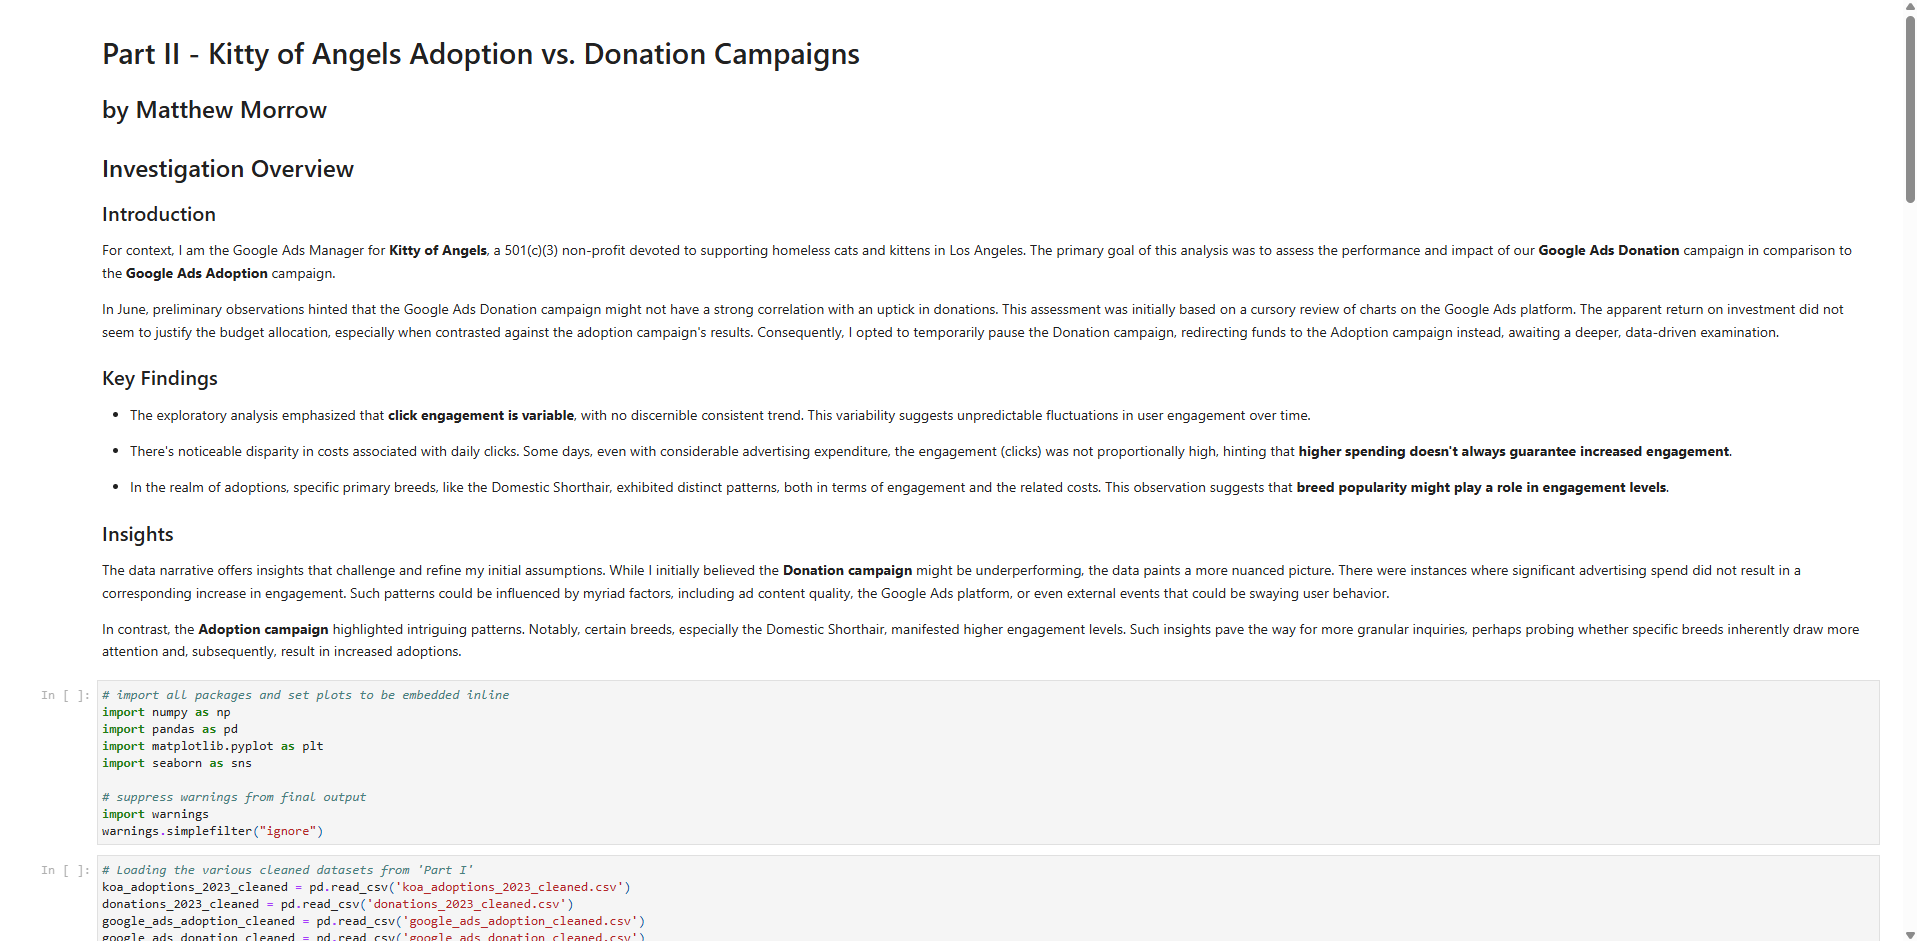 Part II - Kitty of Angels Adoption vs. Donation Campaigns
by Matthew Morrow
Investigation Overview
Introduction
For context, I am the Google Ads Manager for Kitty of Angels, a 501(c)(3) non-profit devoted to supporting homeless cats and kittens in Los Angeles. The primary goal of this analysis was to assess the performance and impact of our Google Ads Donation campaign in comparison to
the Google Ads Adoption campaign.
In June, preliminary observations hinted that the Google Ads Donation campaign might not have a strong correlation with an uptick in donations. This assessment was initially based on a cursory review of charts on the Google Ads platform. The apparent return on investment did not
seem to justify the budget allocation, especially when contrasted against the adoption campaign's results. Consequently, I opted to temporarily pause the Donation campaign, redirecting funds to the Adoption campaign instead, awaiting a deeper, data-driven examination.
Key Findings
• The exploratory analysis emphasized that click engagement is variable, with no discernible consistent trend. This variability suggests unpredictable fluctuations in user engagement over time.
• There's noticeable disparity in costs associated with daily clicks. Some days, even with considerable advertising expenditure, the engagement (clicks) was not proportionally high, hinting that higher spending doesn't always guarantee increased engagement.
• In the realm of adoptions, specific primary breeds, like the Domestic Shorthair, exhibited distinct patterns, both in terms of engagement and the related costs. This observation suggests that breed popularity might play a role in engagement levels.
Insights
The data narrative offers insights that challenge and refine my initial assumptions. While I initially believed the Donation campaign might be underperforming, the data paints a more nuanced picture. There were instances where significant advertising spend did not result in a
corresponding increase in engagement. Such patterns could be influenced by myriad factors, including ad content quality, the Google Ads platform, or even external events that could be swaying user behavior.
In contrast, the Adoption campaign highlighted intriguing patterns. Notably, certain breeds, especially the Domestic Shorthair, manifested higher engagement levels. Such insights pave the way for more granular inquiries, perhaps probing whether specific breeds inherently draw more
attention and, subsequently, result in increased adoptions.
In [ ]: # import all packages and set plots to be embedded inline
import numpy as np
import pandas as pd
import matplotlib.pyplot as plt
import seaborn as sns
# suppress warnings from final output
import warnings
warnings.simplefilter("ignore")
In [ ]: # Loading the various cleaned datasets from 'Part I'
koa_adoptions_2023_cleaned = pd.read_csv('koa_adoptions_2023_cleaned.csv')
donations_2023_cleaned = pd.read_csv('donations_2023_cleaned.csv')
google_ads_adoption_cleaned = pd.read_csv('google_ads_adoption_cleaned.csv')
google_ads_donation_cleaned = pd.read_csv('google_ads_donation_cleaned.csv')